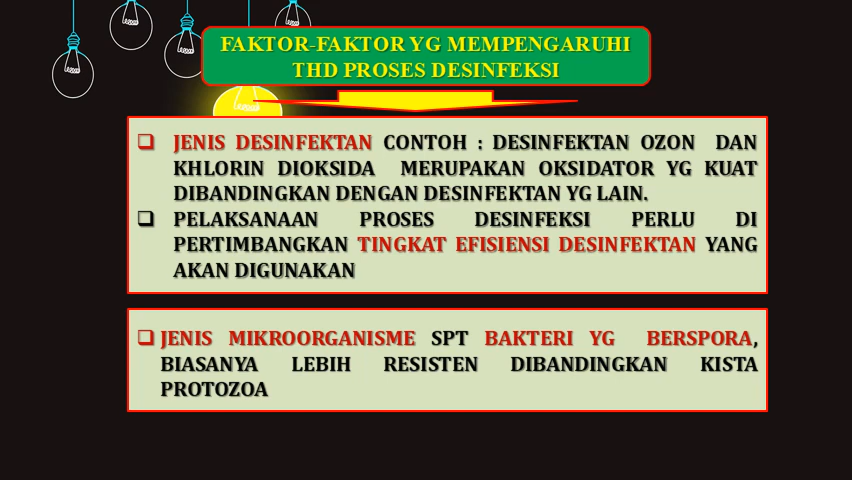 FAKTOR-FAKTOR YG MEMPENGARUHI
THD PROSES DESINFEKSI
❑ JENIS DESINFEKTAN CONTOH : DESINFEKTAN OZON DAN
KHLORIN DIOKSIDA MERUPAKAN OKSIDATOR YG KUAT
DIBANDINGKAN DENGAN DESINFEKTAN YG LAIN.
❑ PELAKSANAAN PROSES DESINFEKSI PERLU DI
PERTIMBANGKAN TINGKAT EFISIENSI DESINFEKTAN YANG
AKAN DIGUNAKAN
❑ JENIS MIKROORGANISME SPT BAKTERI YG BERSPORA,
BIASANYA LEBIH RESISTEN DIBANDINGKAN KISTA
PROTOZOA